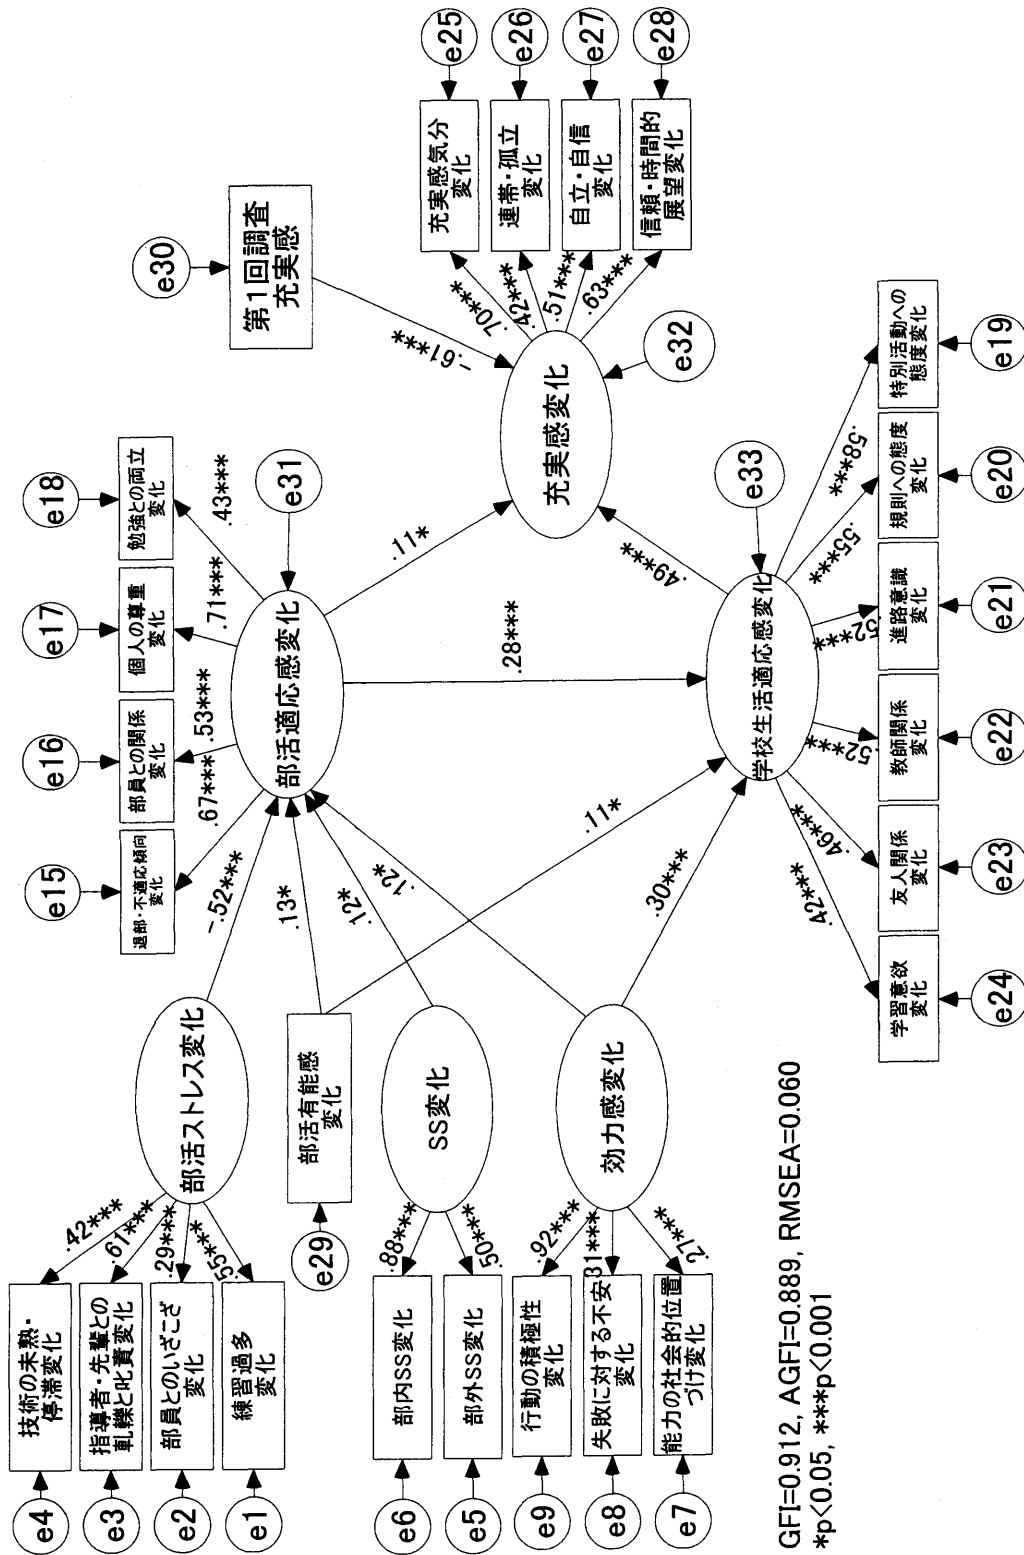 e4
技術の未熟・
停滞変化
.42***
e3
指導者・先輩との
軋轢と叱責変化
.61***
e2
部員とのいざこざ
変化
.29***
e1
練習過多
変化
.55***
部活ストレス変化
-.52***
e29
部活有能感
変化
.13*
.11*
e6
部内SS変化
.88***
e5
部外SS変化
.50***
SS変化
.12*
e9
行動の積極性
変化
.92***
e8
失敗に対する不安
変化
.31***
e7
能力の社会的位置
づけ変化
.27***
効力感変化
.12*
.30***
e15
退部・不適応傾向
変化
.67***
e16
部員との関係
変化
.53***
e17
個人の尊重
変化
.71***
e18
勉強との両立
変化
.43***
e31
部活適応感変化
.11*
.28***
e30
第1回調査
充実感
-.61***
充実感変化
e32
.70***
充実感気分
変化
e25
.42***
連帯・孤立
変化
e26
.51***
自立・自信
変化
e27
.63***
信頼・時間的
展望変化
e28
e33
学校生活適応感変化
.49***
.42***
学習意欲
変化
e24
.46***
友人関係
変化
e23
.52***
教師関係
変化
e22
.52***
進路意識
変化
e21
.55***
規則への態度
変化
e20
.58***
特別活動への
態度変化
e19
GFI=0.912, AGFI=0.889, RMSEA=0.060
*p<0.05, ***p<0.001